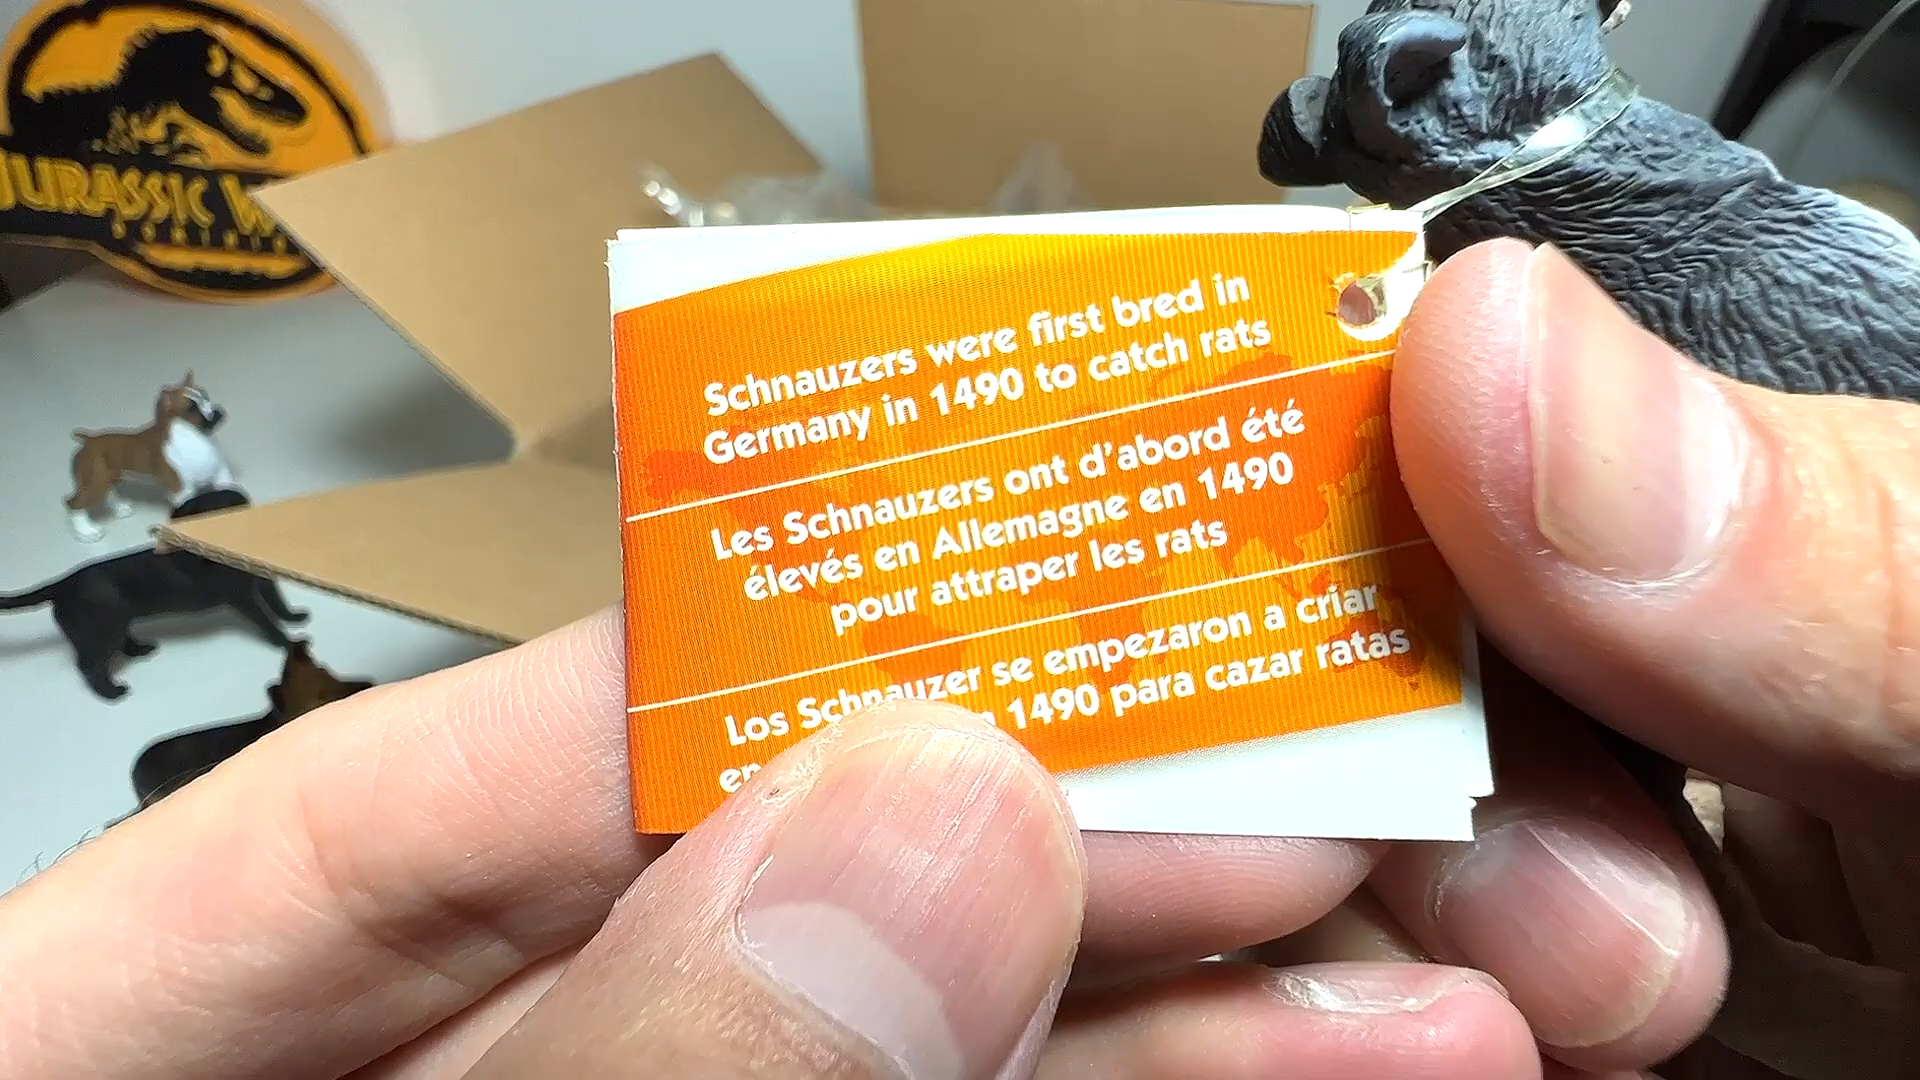 JURASSIC W
Schnauzers were first bred in
Germany in 1490 to catch rats
Les Schnauzers ont d'abord été
élevés en Allemagne en 1490
pour attraper les rats
Los Schnauzer se empezaron a criar
en 1490 para cazar ratas